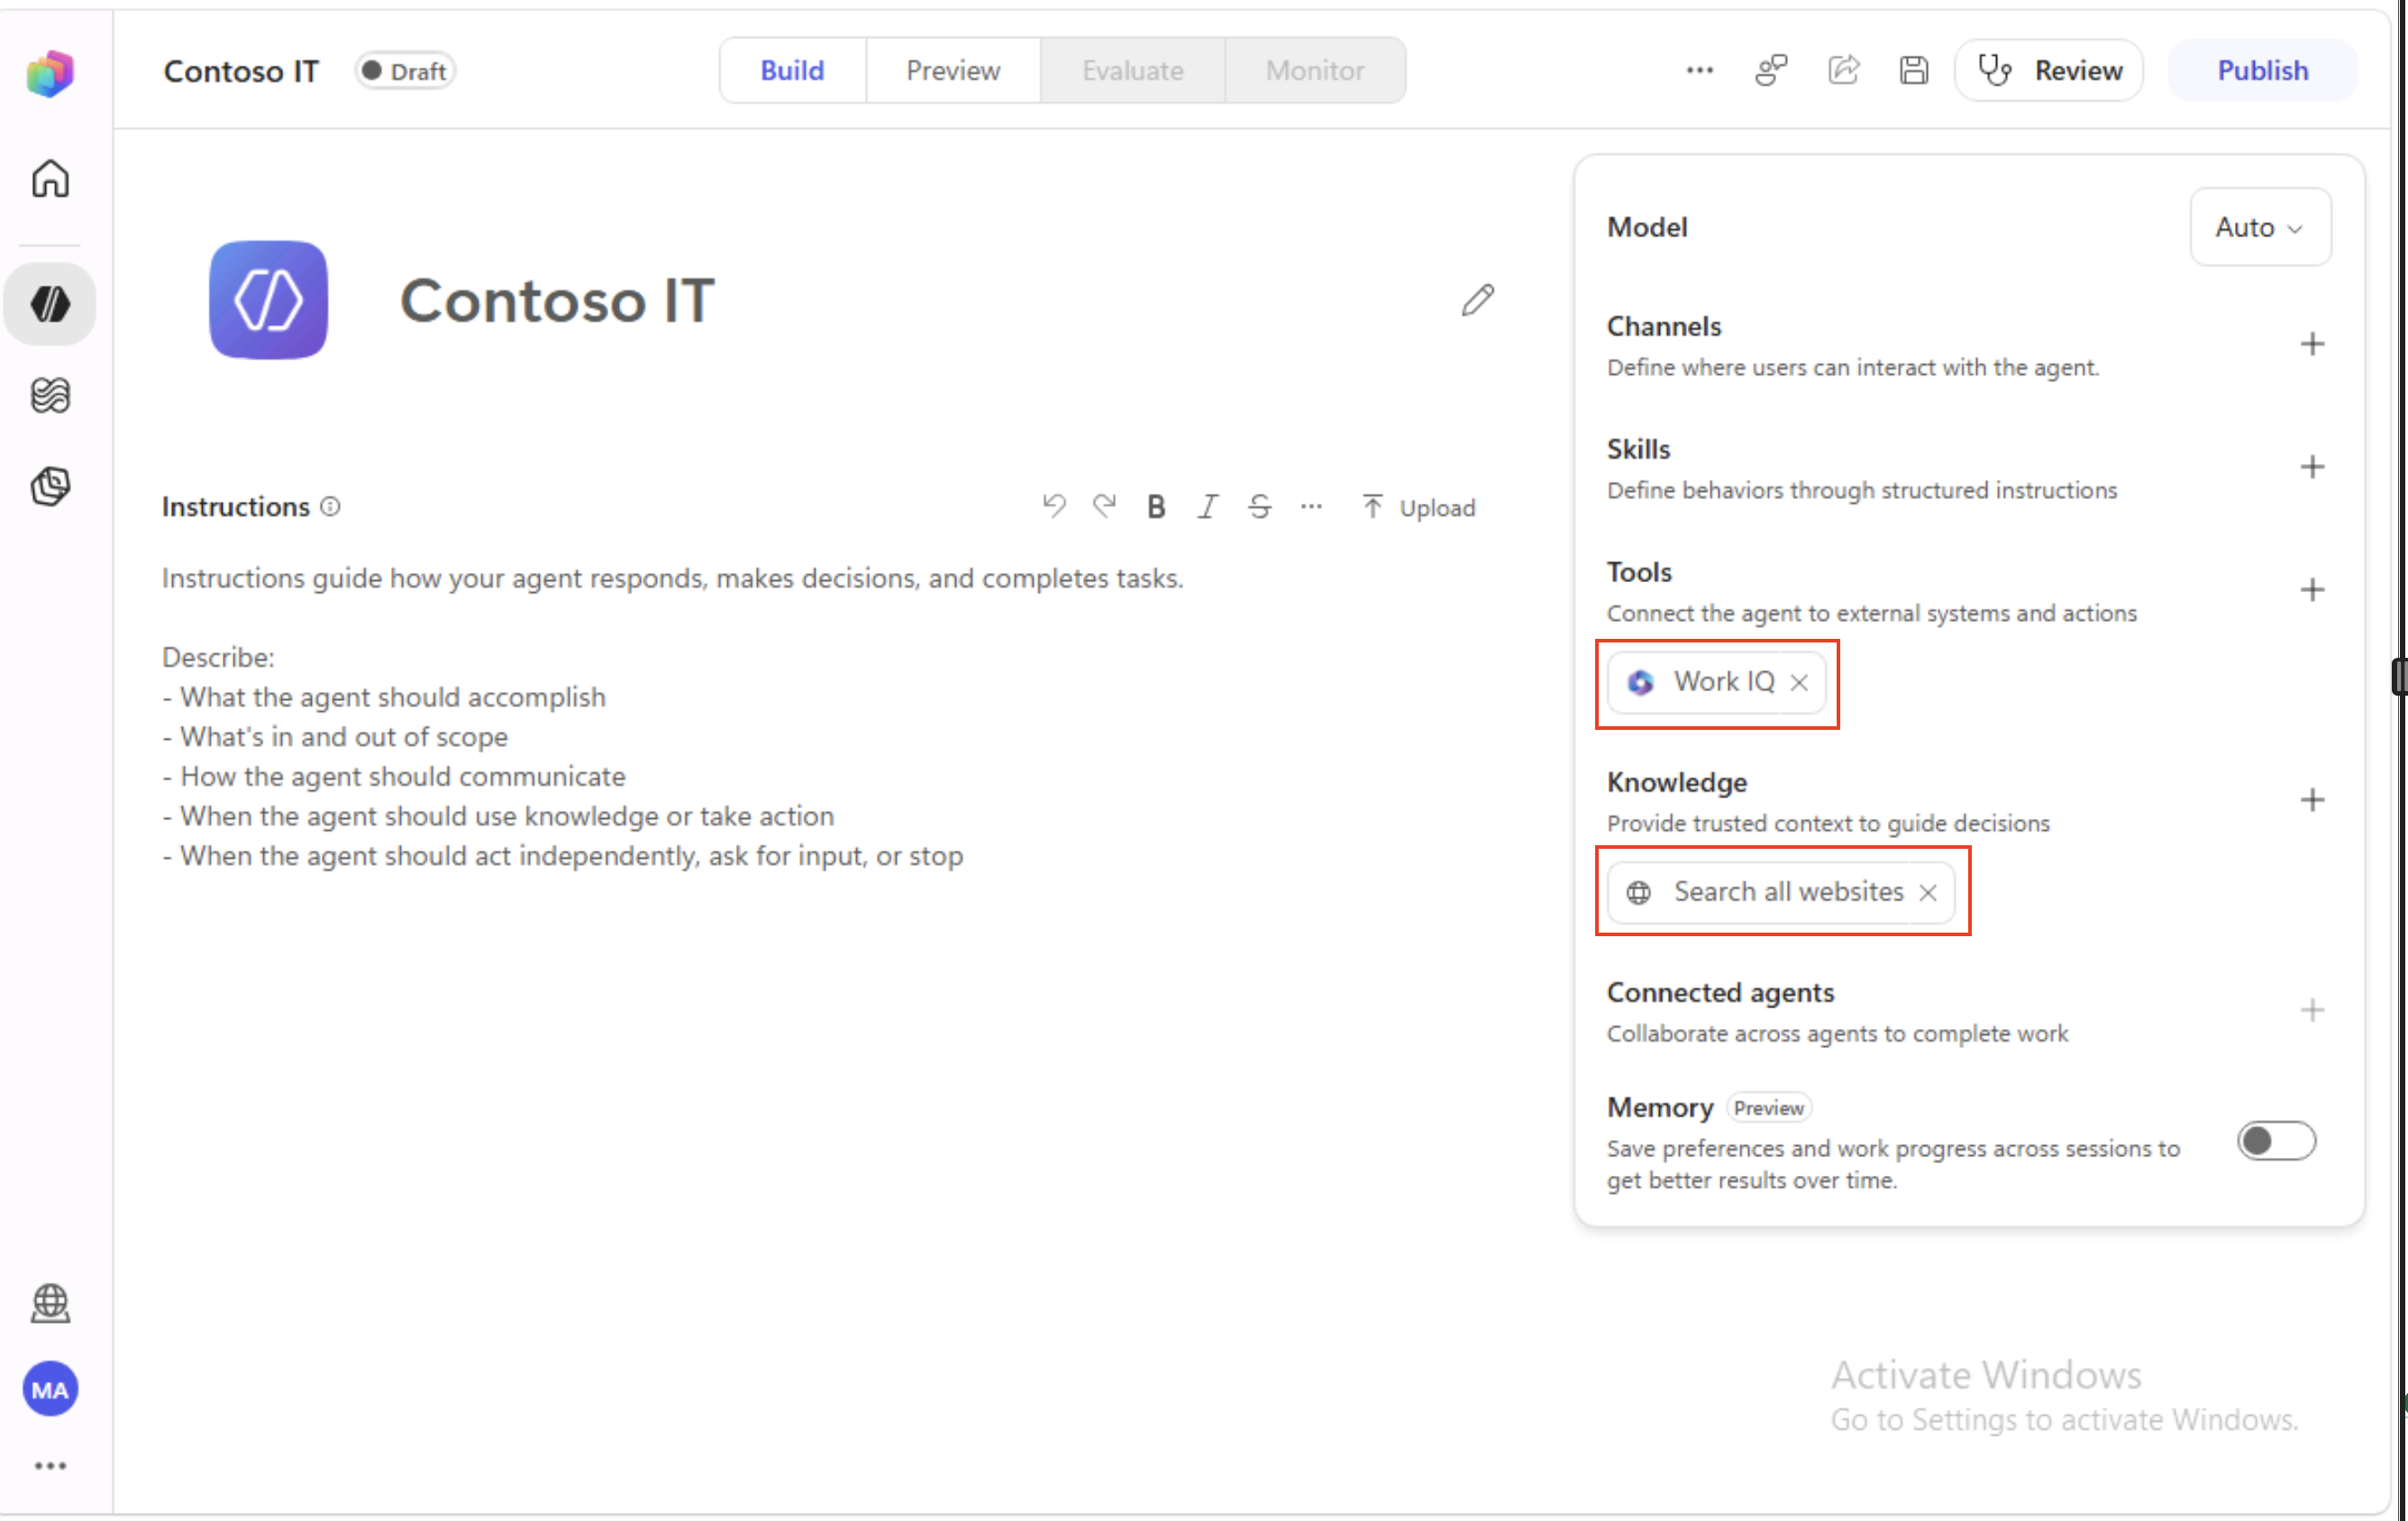 Contoso IT
Draft
Build
Preview
Evaluate
Monitor
Review
Publish
Contoso IT
Instructions
B I S
Upload
Instructions guide how your agent responds, makes decisions, and completes tasks.
Describe:
- What the agent should accomplish
- What's in and out of scope
- How the agent should communicate
- When the agent should use knowledge or take action
- When the agent should act independently, ask for input, or stop
Model
Auto
Channels
Define where users can interact with the agent.
Skills
Define behaviors through structured instructions
Tools
Connect the agent to external systems and actions
Work IQ
Knowledge
Provide trusted context to guide decisions
Search all websites
Connected agents
Collaborate across agents to complete work
Memory Preview
Save preferences and work progress across sessions to
get better results over time.
MA
Activate Windows
Go to Settings to activate Windows.